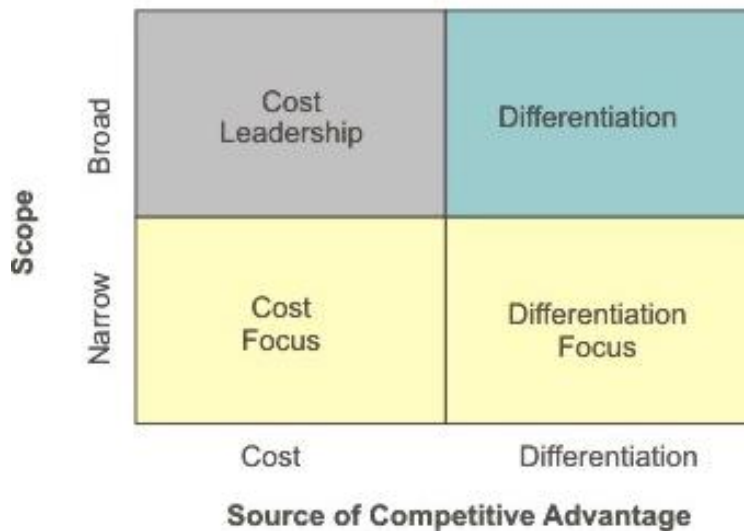 Scope
Broad
Cost
Leadership
Differentiation
Narrow
Cost
Focus
Differentiation
Focus
Cost
Differentiation
Source of Competitive Advantage